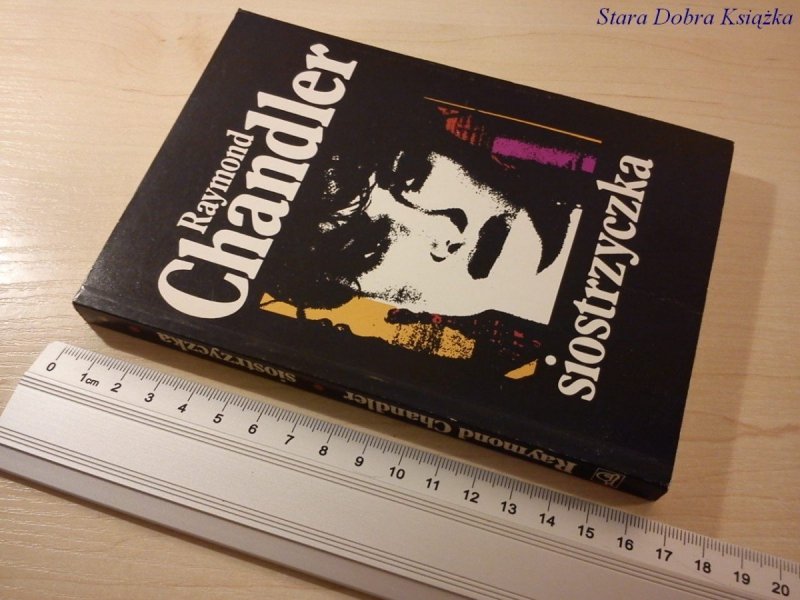 Stara Dobra Książka
Raymond
Chandler
siostrzyczka
Raymond Chandler siostrzyczka
0 1cm 2 3 4 5 6 7 8 9 10 11 12 13 14 15 16 17 18 19 20